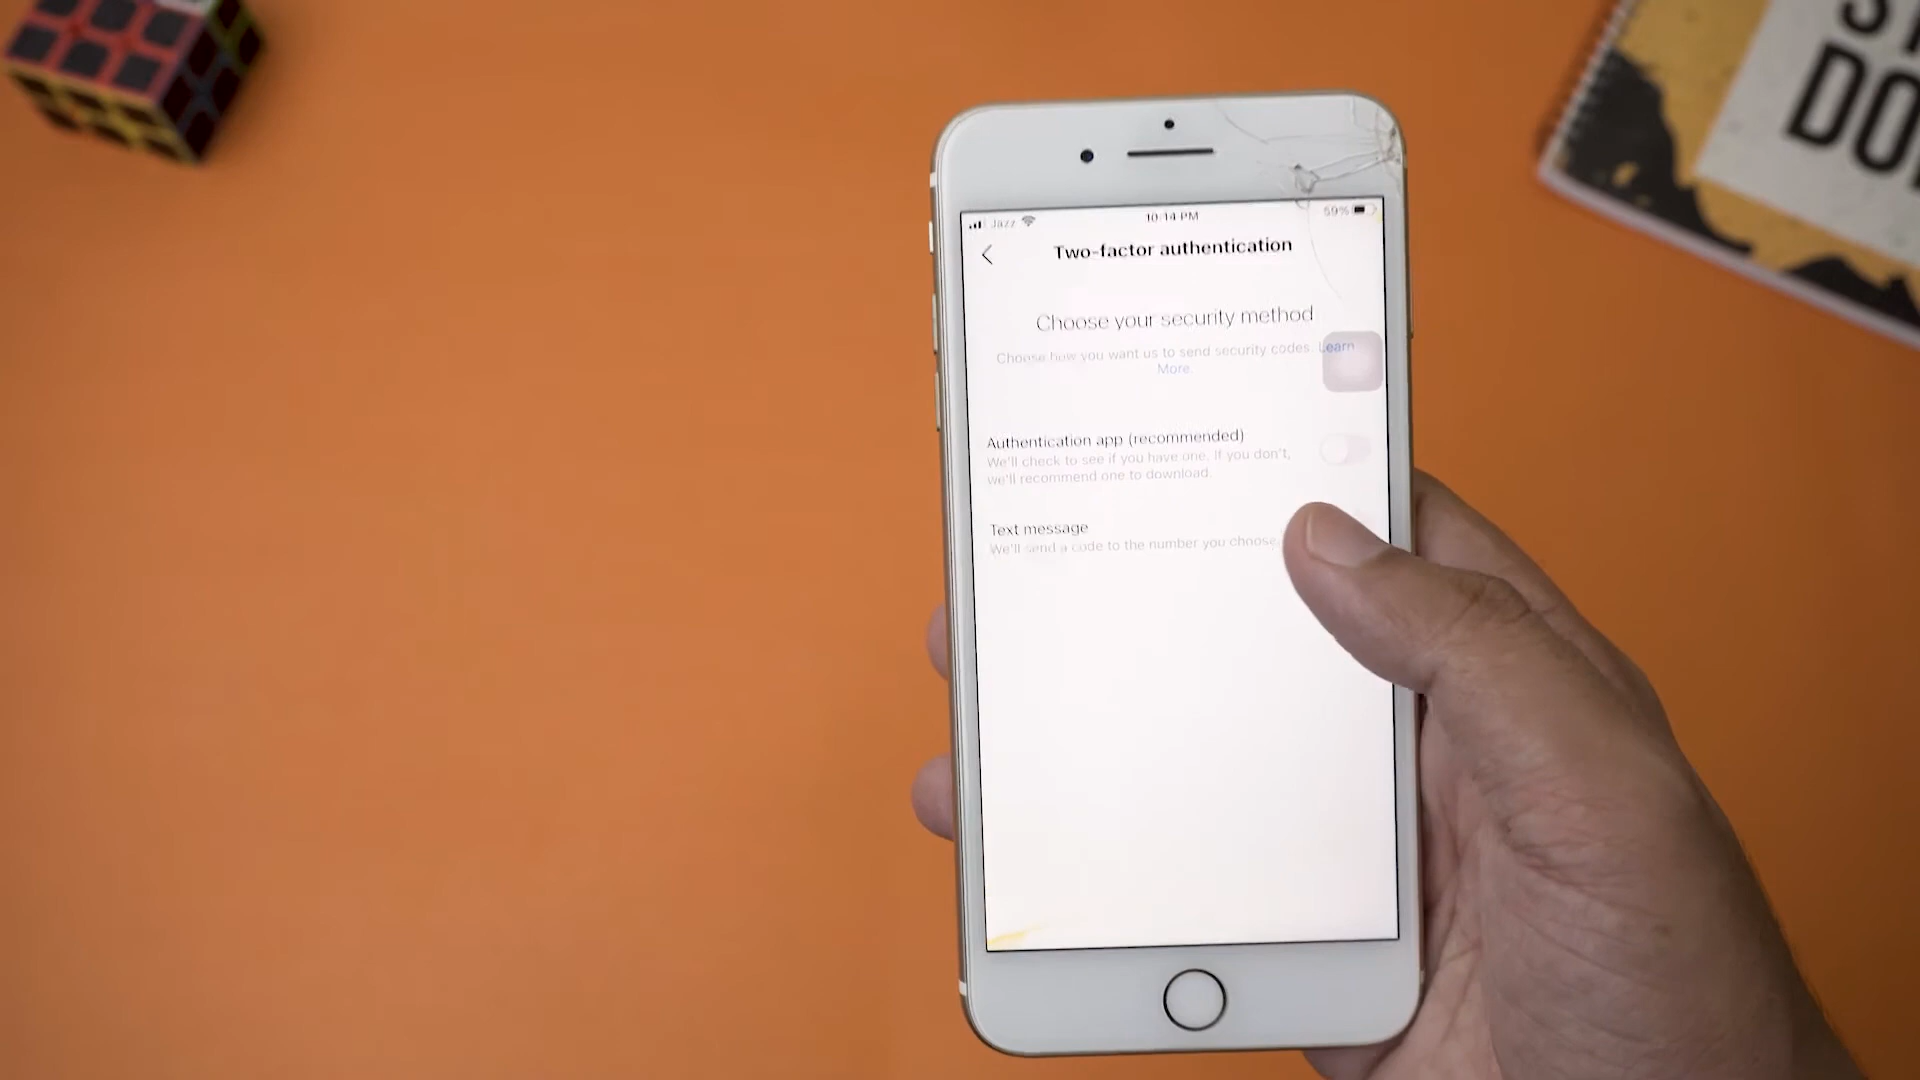 Jazz
10:14 PM
59%
Two-factor authentication
Choose your security method
Choose how you want us to send security codes. Learn
More.
Authentication app (recommended)
We'll check to see if you have one. If you don't,
we'll recommend one to download.
Text message
We'll send a code to the number you choose.